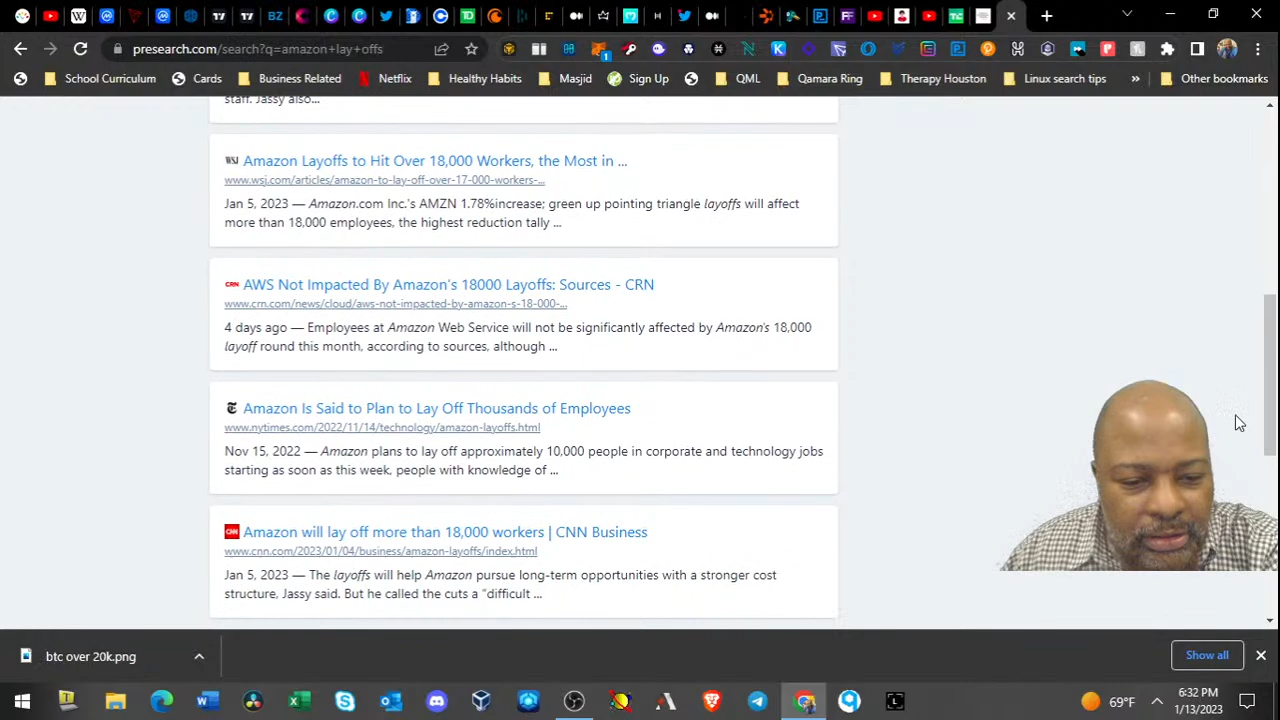 presearch.com/search?q=amazon+lay+offs
School Curriculum Cards Business Related Netflix Healthy Habits Masjid Sign Up QML Qamara Ring Therapy Houston Linux search tips » Other bookmarks
staff. Jassy also...
WSJ Amazon Layoffs to Hit Over 18,000 Workers, the Most in ...
www.wsj.com/articles/amazon-to-lay-off-over-17-000-workers-...
Jan 5, 2023 — Amazon.com Inc.'s AMZN 1.78%increase; green up pointing triangle layoffs will affect
more than 18,000 employees, the highest reduction tally ...
CRN AWS Not Impacted By Amazon's 18000 Layoffs: Sources - CRN
www.crn.com/news/cloud/aws-not-impacted-by-amazon-s-18-000-...
4 days ago — Employees at Amazon Web Service will not be significantly affected by Amazon's 18,000
layoff round this month, according to sources, although ...
Amazon Is Said to Plan to Lay Off Thousands of Employees
www.nytimes.com/2022/11/14/technology/amazon-layoffs.html
Nov 15, 2022 — Amazon plans to lay off approximately 10,000 people in corporate and technology jobs
starting as soon as this week, people with knowledge of ...
CNN Amazon will lay off more than 18,000 workers | CNN Business
www.cnn.com/2023/01/04/business/amazon-layoffs/index.html
Jan 5, 2023 — The layoffs will help Amazon pursue long-term opportunities with a stronger cost
structure, Jassy said. But he called the cuts a "difficult ...
btc over 20k.png
Show all
69°F
6:32 PM
1/13/2023